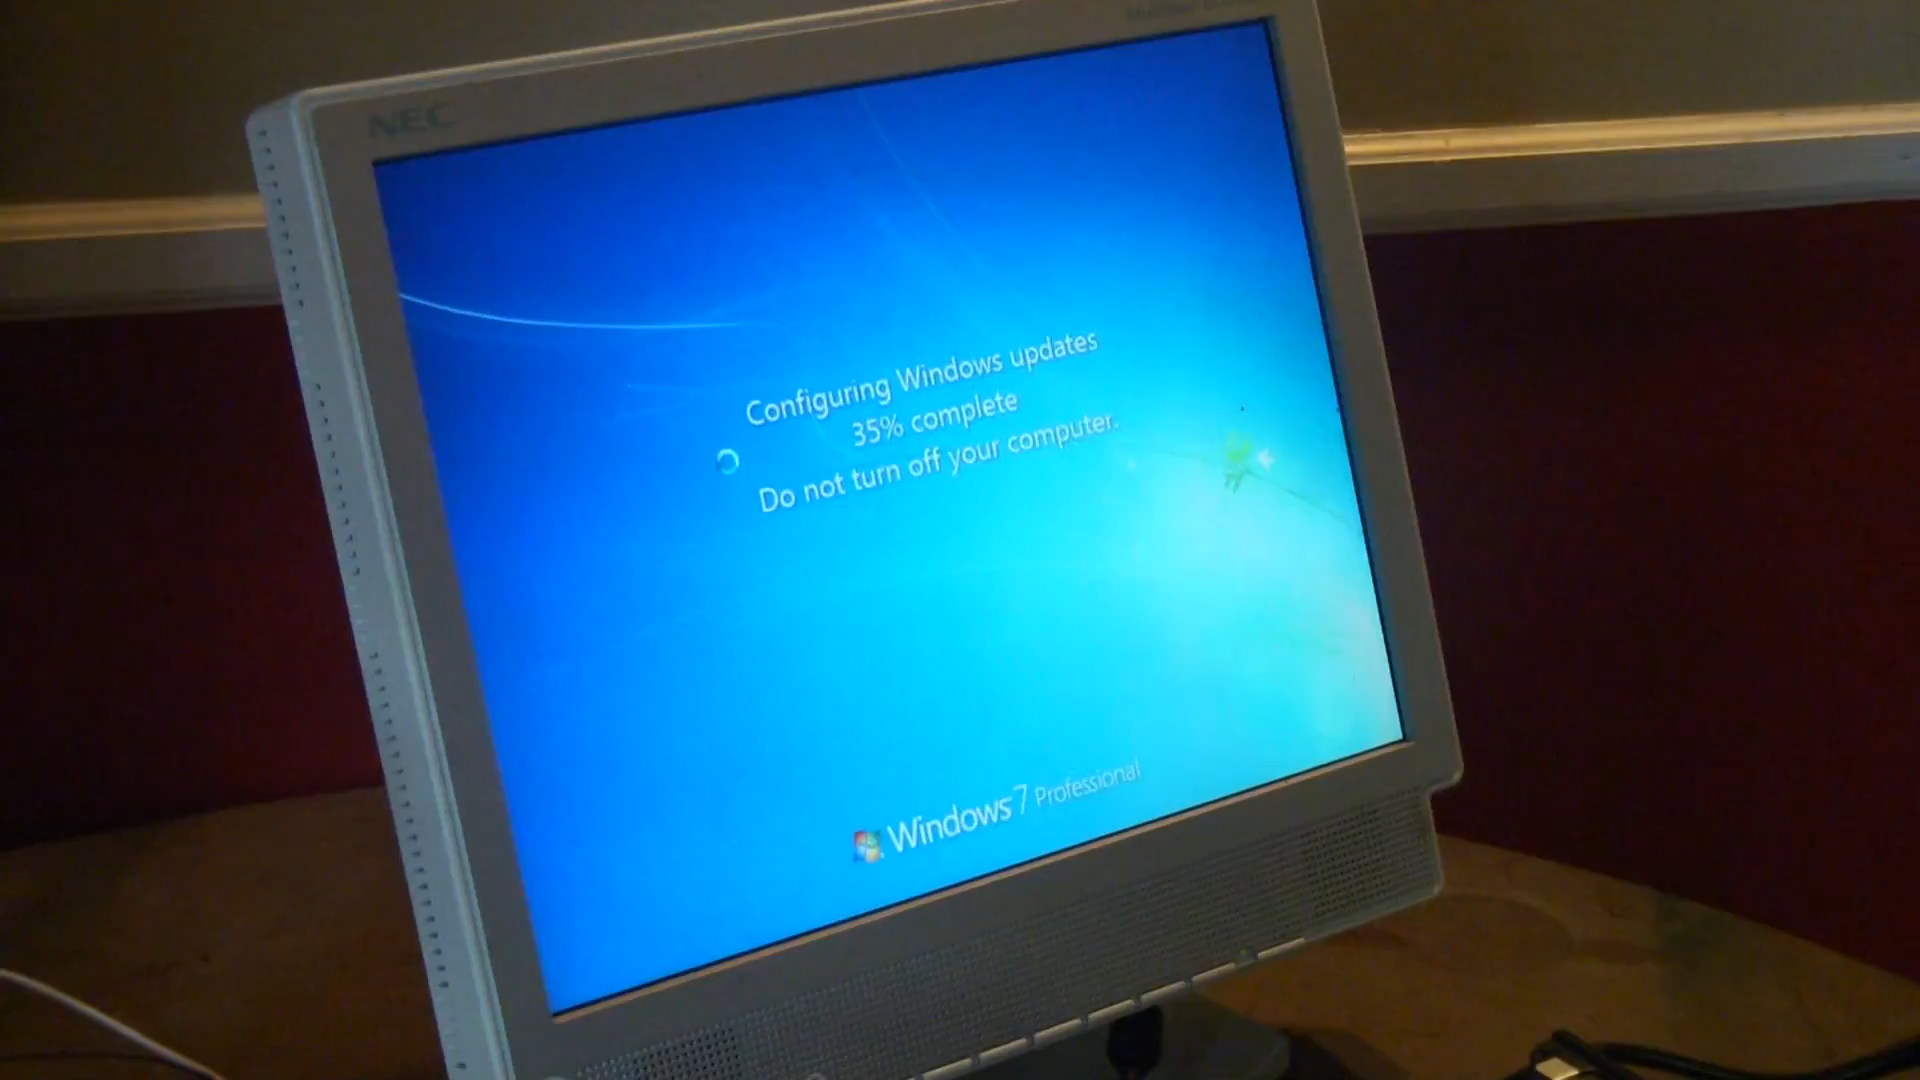 NEC
Configuring Windows updates
35% complete
Do not turn off your computer.
Windows 7 Professional